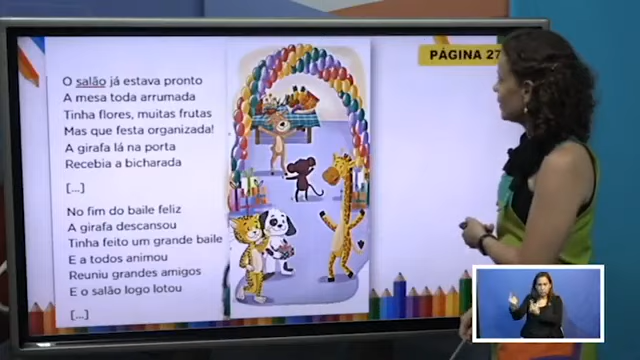 PÁGINA 27
O salão já estava pronto
A mesa toda arrumada
Tinha flores, muitas frutas
Mas que festa organizada!
A girafa lá na porta
Recebia a bicharada
[...]
No fim do baile feliz
A girafa descansou
Tinha feito um grande baile
E a todos animou
Reuniu grandes amigos
E o salão logo lotou
[...]